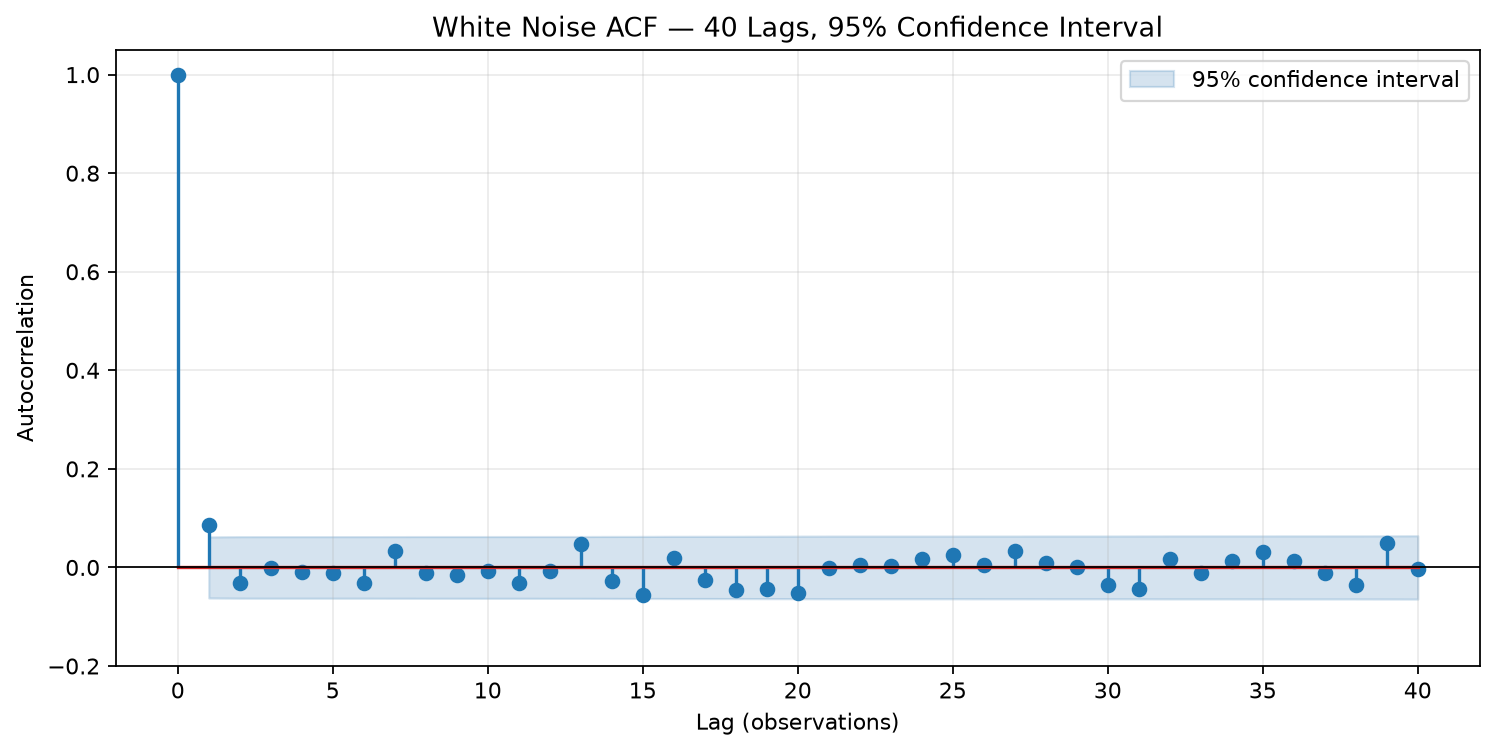 White Noise ACF — 40 Lags, 95% Confidence Interval
95% confidence interval
1.0
0.8
0.6
0.4
0.2
0.0
−0.2
Autocorrelation
0 5 10 15 20 25 30 35 40
Lag (observations)